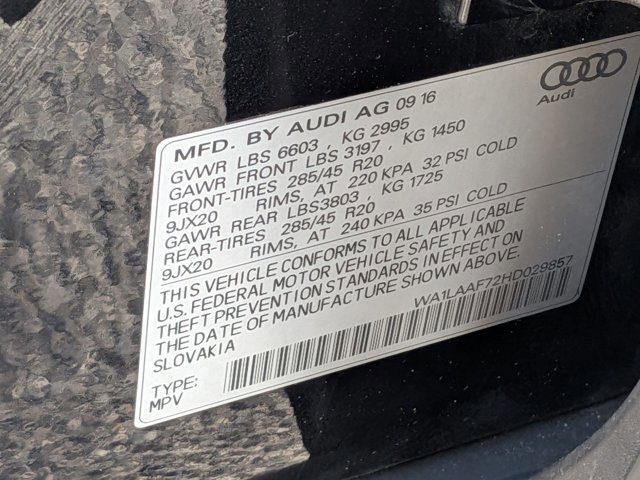 Audi
MFD. BY AUDI AG 09 16
GVWR LBS 6603 , KG 2995
GAWR FRONT LBS 3197 , KG 1450
FRONT-TIRES 285/45 R20
9JX20 RIMS, AT 220 KPA 32 PSI COLD
GAWR REAR LBS3803 , KG 1725
REAR-TIRES 285/45 R20
9JX20 RIMS, AT 240 KPA 35 PSI COLD
THIS VEHICLE CONFORMS TO ALL APPLICABLE
U.S. FEDERAL MOTOR VEHICLE SAFETY AND
THEFT PREVENTION STANDARDS IN EFFECT ON
THE DATE OF MANUFACTURE SHOWN ABOVE.
SLOVAKIA
WA1LAAF72HD029857
TYPE:
MPV